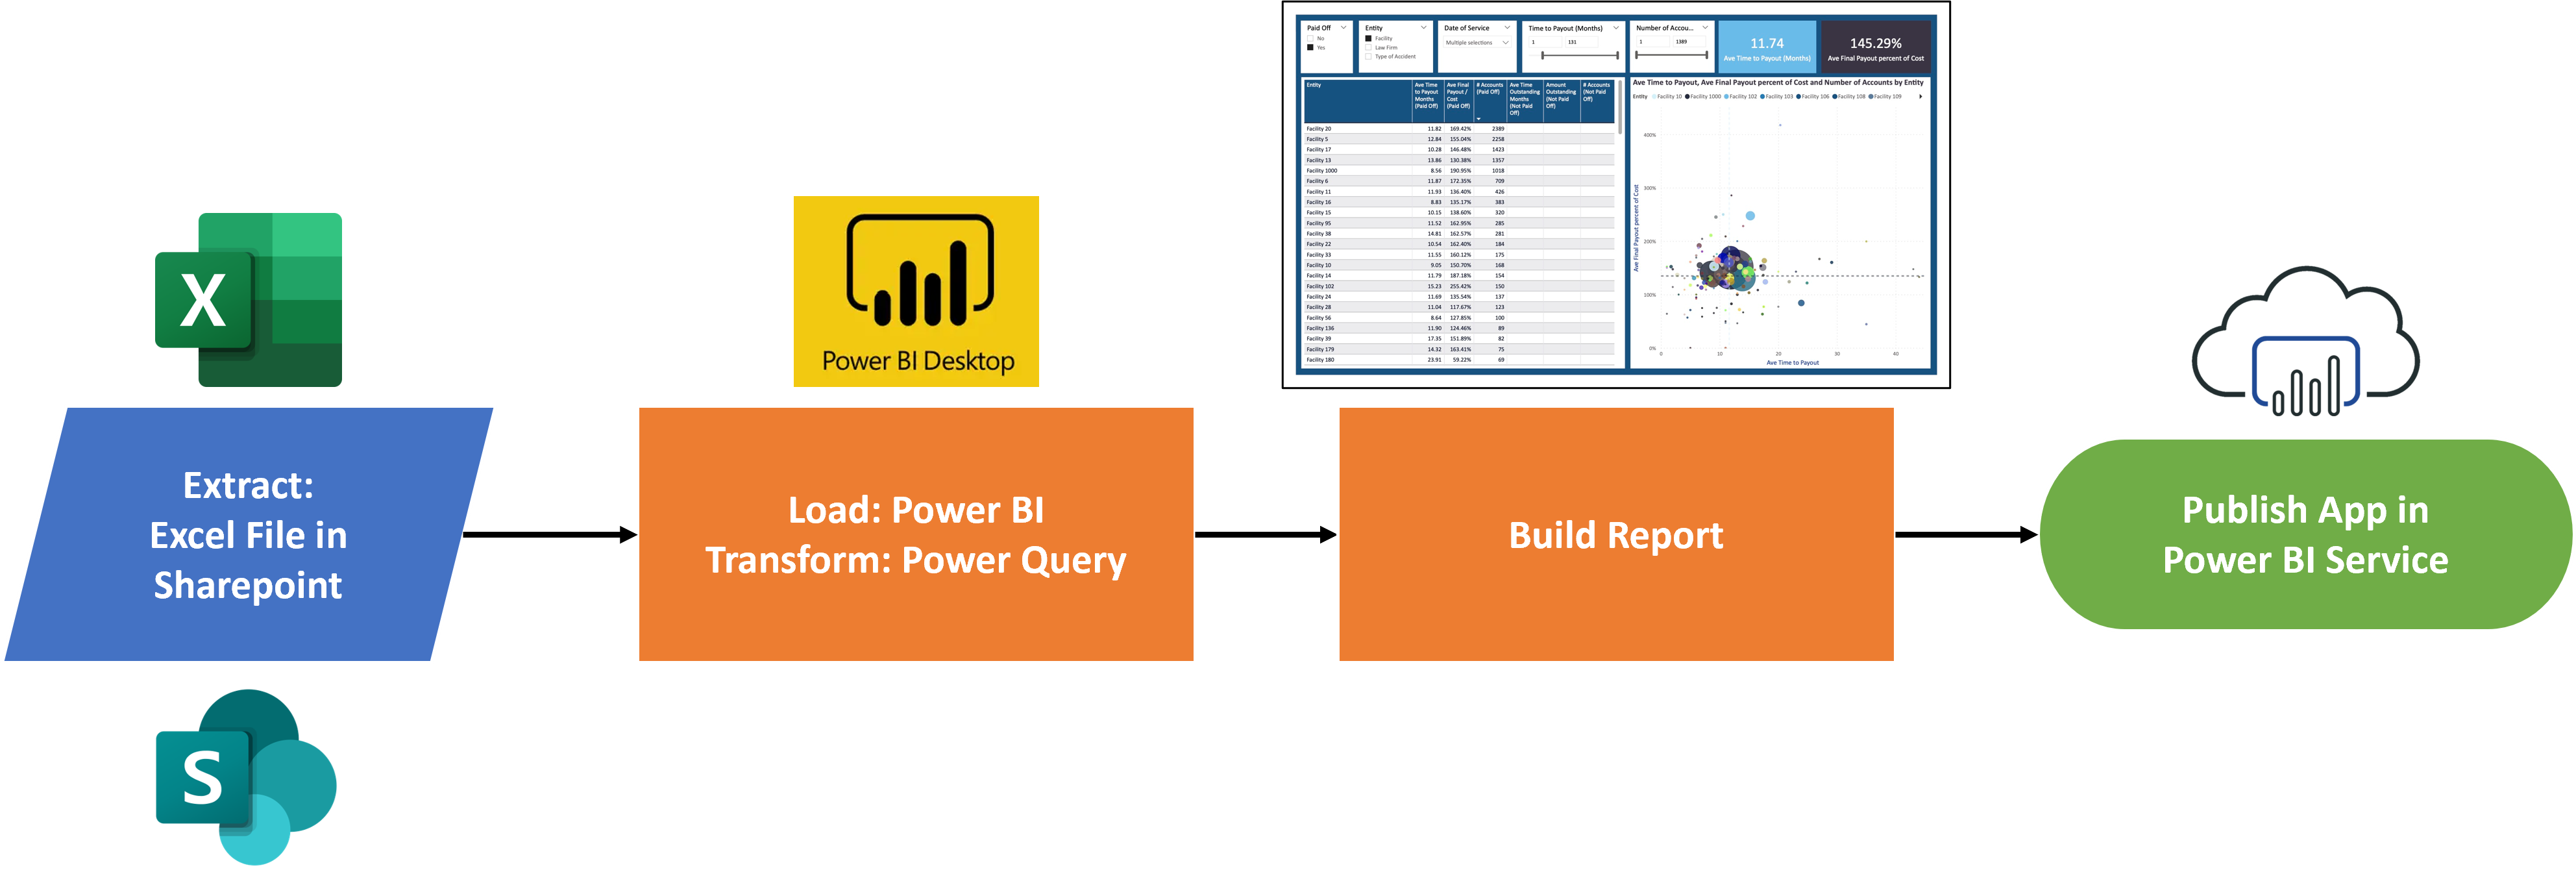 Paid Off
No
Yes
Entity
Facility
Law Firm
Type of Accident
Date of Service
Multiple selections
Time to Payout (Months)
1 131
Number of Accou...
1 1389
11.74
Ave Time to Payout (Months)
145.29%
Ave Final Payout percent of Cost
Entity
Ave Time
to Payout
Months
(Paid Off)
Ave Final
Payout /
Cost
(Paid Off)
# Accounts
(Paid Off)
Ave Time
Outstanding
Months
(Not Paid
Off)
Amount
Outstanding
(Not Paid
Off)
# Accounts
(Not Paid
Off)
Facility 20 11.82 169.42% 2389
Facility 5 12.84 155.04% 2258
Facility 17 10.28 146.48% 1423
Facility 13 13.86 130.38% 1357
Facility 1000 8.56 190.95% 1018
Facility 6 11.87 172.35% 709
Facility 11 11.93 136.40% 426
Facility 16 8.83 135.17% 383
Facility 15 10.15 138.60% 320
Facility 95 11.52 162.95% 285
Facility 38 14.81 162.57% 281
Facility 22 10.54 162.40% 184
Facility 33 11.55 160.12% 175
Facility 10 9.05 150.70% 168
Facility 14 11.79 187.18% 154
Facility 102 15.23 255.42% 150
Facility 24 11.69 135.54% 137
Facility 28 11.04 117.67% 123
Facility 56 8.64 127.85% 100
Facility 136 11.90 124.46% 89
Facility 39 17.35 151.89% 82
Facility 179 14.32 163.41% 75
Facility 180 23.91 59.22% 69
Ave Time to Payout, Ave Final Payout percent of Cost and Number of Accounts by Entity
Entity Facility 10 Facility 1000 Facility 102 Facility 103 Facility 106 Facility 108 Facility 109
Ave Final Payout percent of Cost
400%
300%
200%
100%
0%
0 10 20 30 40
Ave Time to Payout
X
Power BI Desktop
Extract:
Excel File in
Sharepoint
Load: Power BI
Transform: Power Query
Build Report
Publish App in
Power BI Service
S